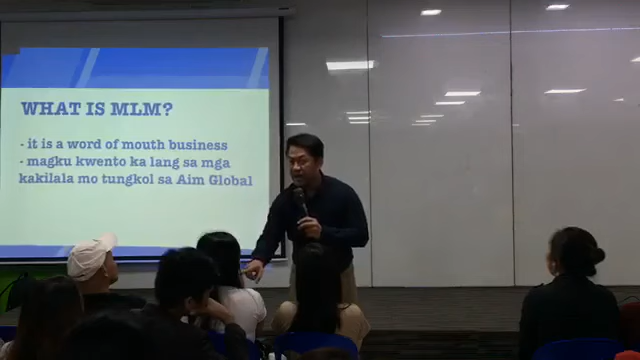 WHAT IS MLM?
- it is a word of mouth business
- magku kwento ka lang sa mga
kakilala mo tungkol sa Aim Global